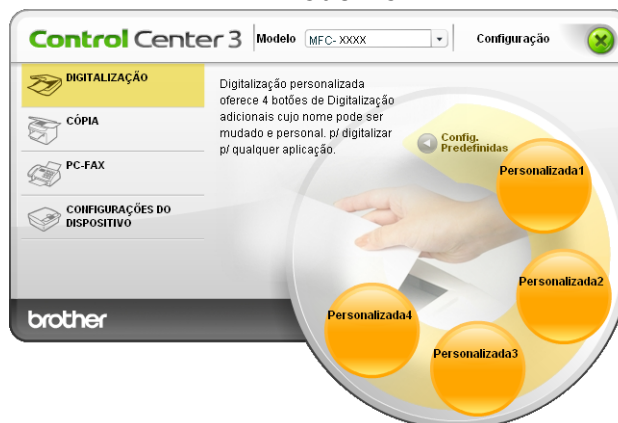 Control Center 3
Modelo
MFC- XXXX
Configuração
DIGITALIZAÇÃO
CÓPIA
PC-FAX
CONFIGURAÇÕES DO
DISPOSITIVO
Digitalização personalizada
oferece 4 botões de Digitalização
adicionais cujo nome pode ser
mudado e personal. p/ digitalizar
p/ qualquer aplicação.
Config.
Predefinidas
Personalizada1
Personalizada2
Personalizada3
Personalizada4
brother